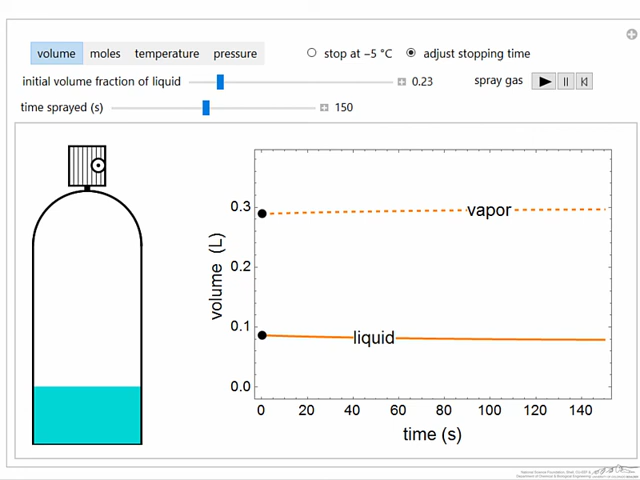 volume moles temperature pressure stop at −5 °C adjust stopping time
initial volume fraction of liquid 0.23 spray gas
time sprayed (s) 150
volume (L)
0.3
0.2
0.1
0.0
vapor
liquid
0 20 40 60 80 100 120 140
time (s)